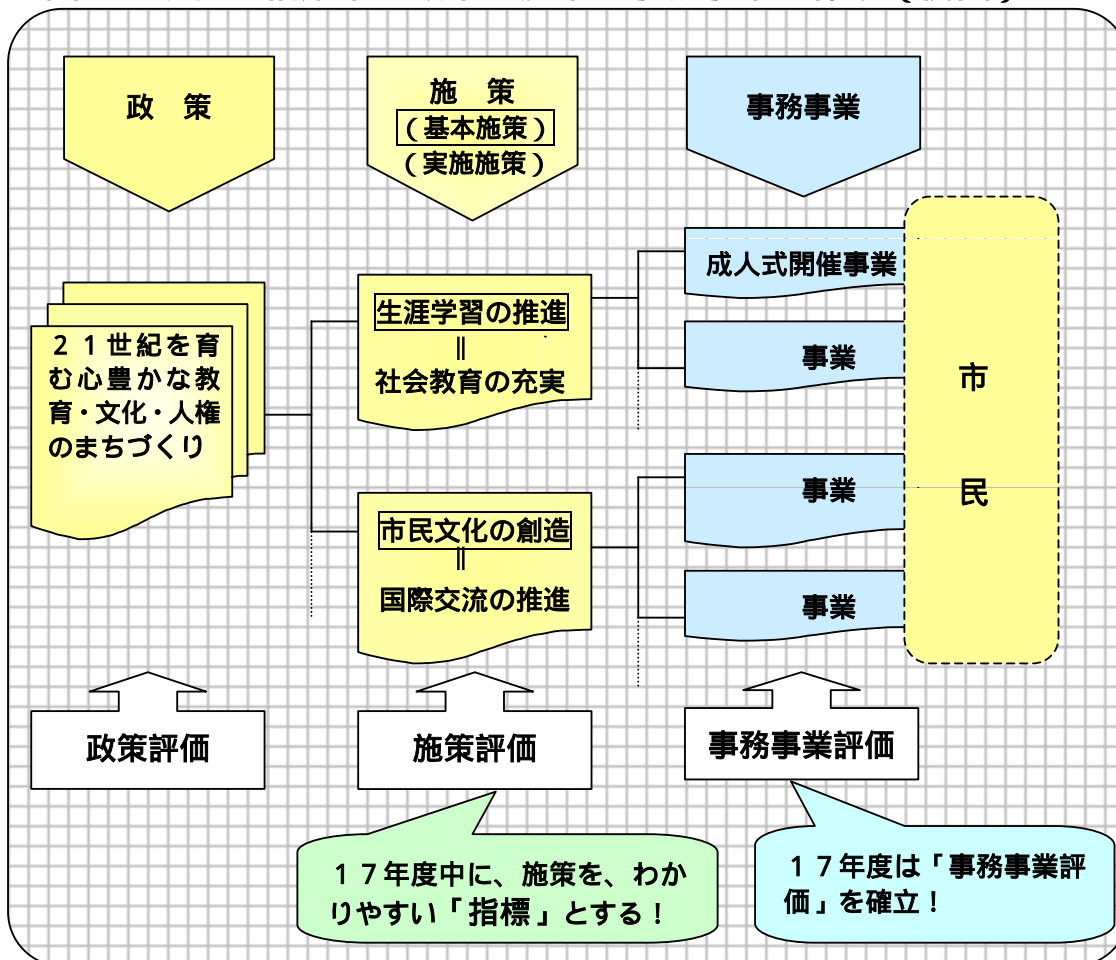 政　策
施　策
（基本施策）
（実施施策）
事務事業
成人式開催事業
生涯学習の推進
‖
社会教育の充実
事業
市
民
２１世紀を育
む心豊かな教
育・文化・人権
のまちづくり
事業
市民文化の創造
‖
国際交流の推進
事業
政策評価
施策評価
事務事業評価
１７年度中に、施策を、わか
りやすい「指標」とする！
１７年度は「事務事業評
価」を確立！